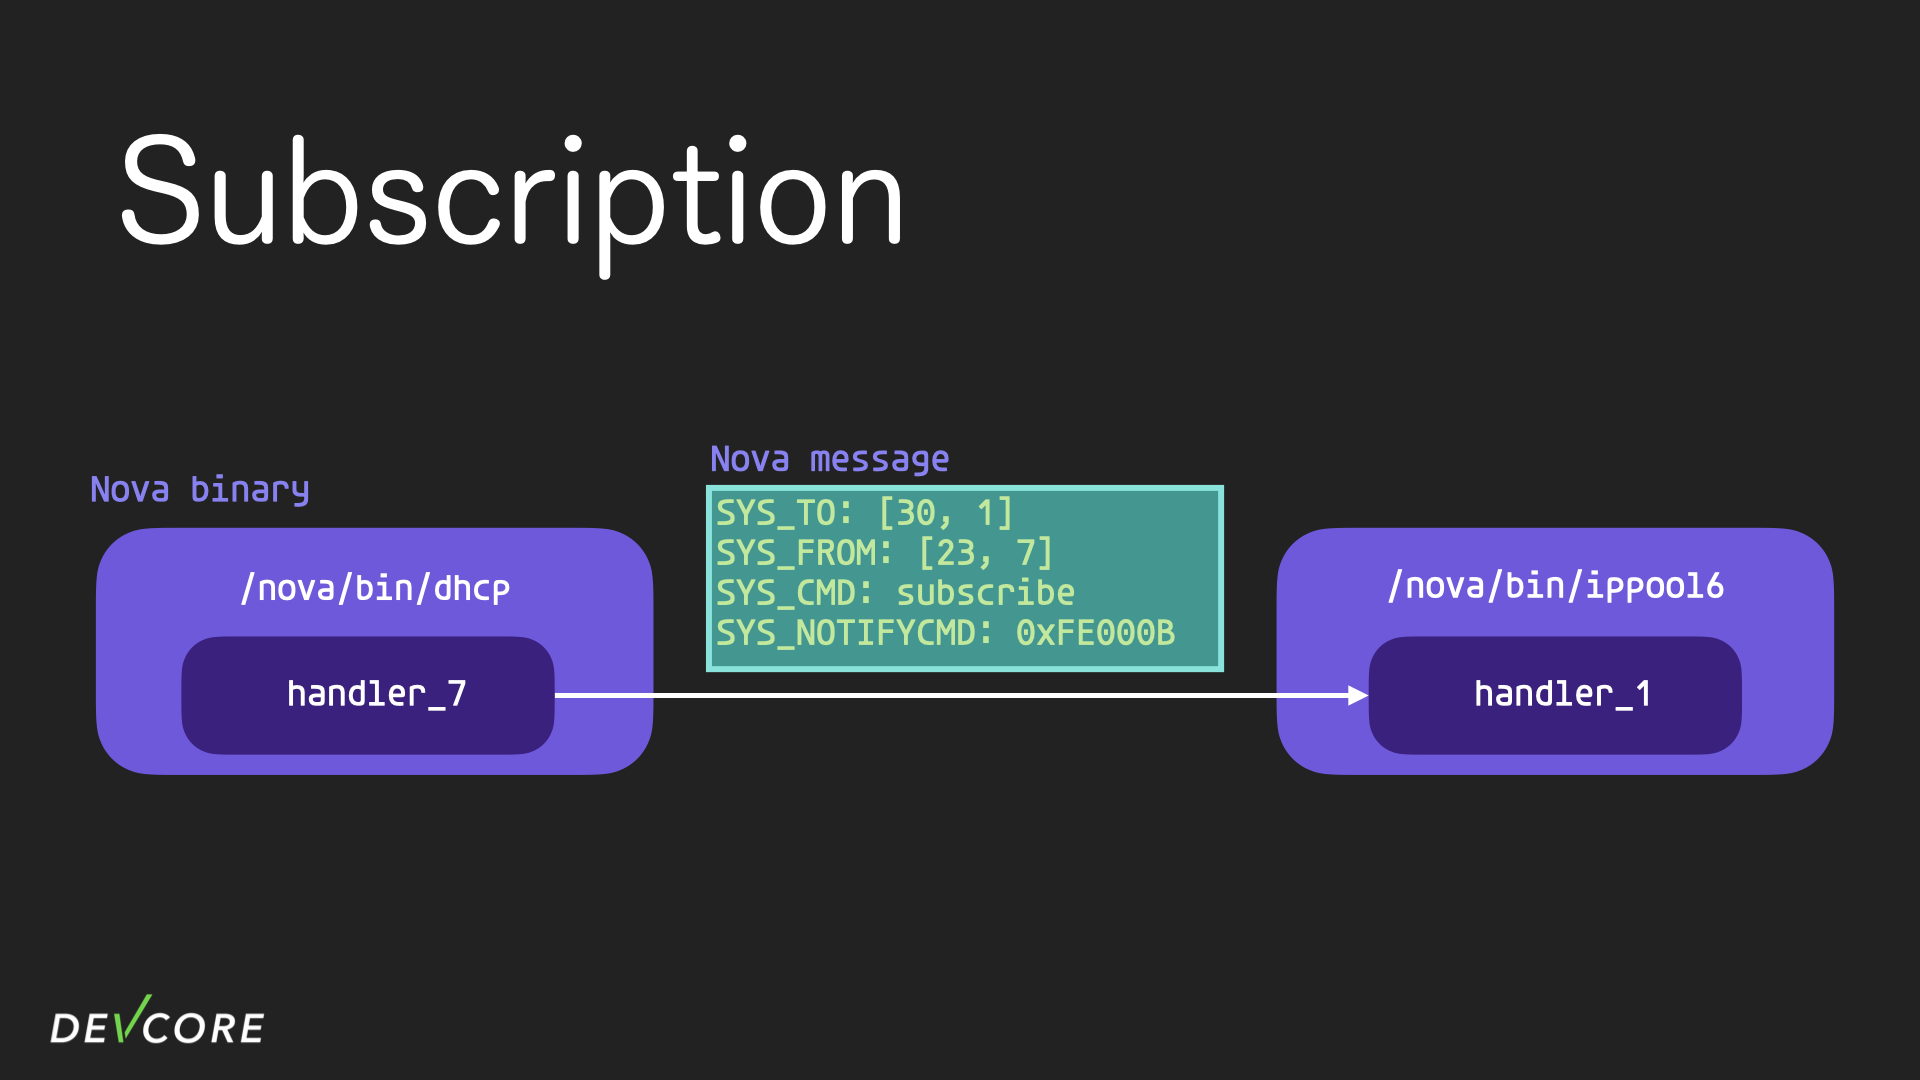 Subscription
Nova binary
/nova/bin/dhcp
handler_7
Nova message
SYS_TO: [30, 1]
SYS_FROM: [23, 7]
SYS_CMD: subscribe
SYS_NOTIFYCMD: 0xFE000B
/nova/bin/ippool6
handler_1
DEVCORE